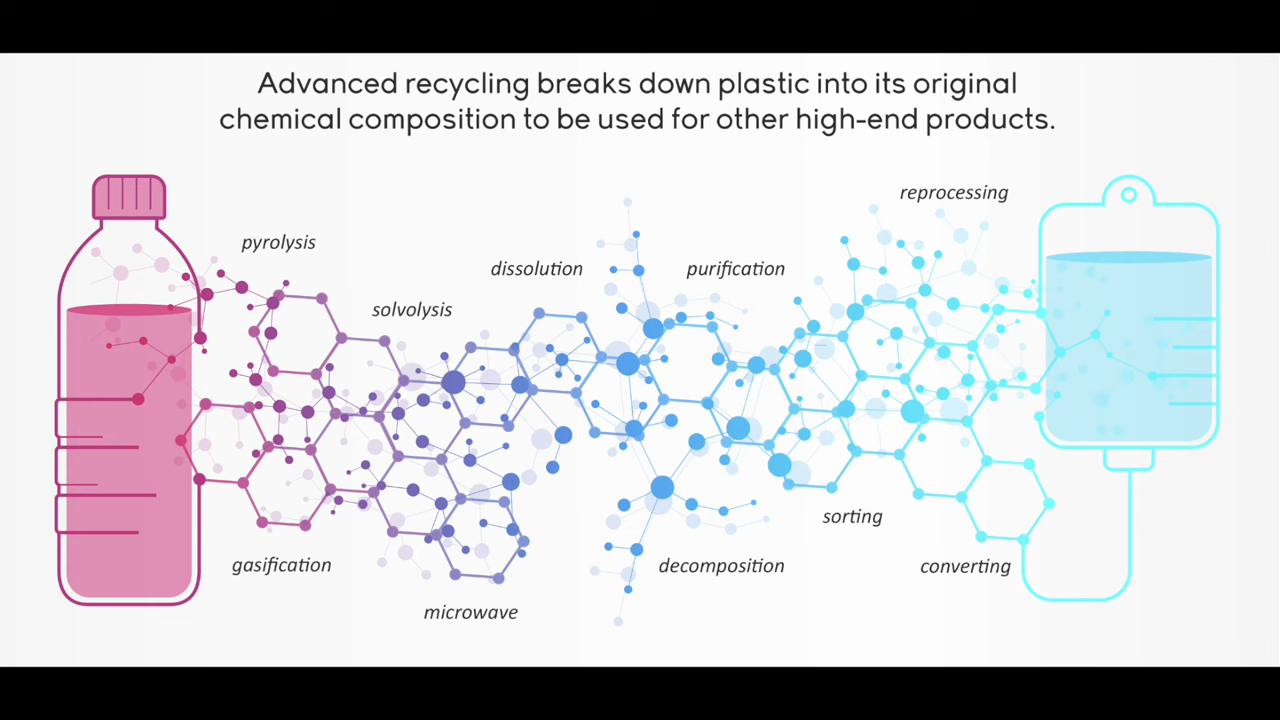 Advanced recycling breaks down plastic into its original
chemical composition to be used for other high-end products.
reprocessing
pyrolysis
dissolution
purification
solvolysis
sorting
gasification
decomposition
converting
microwave